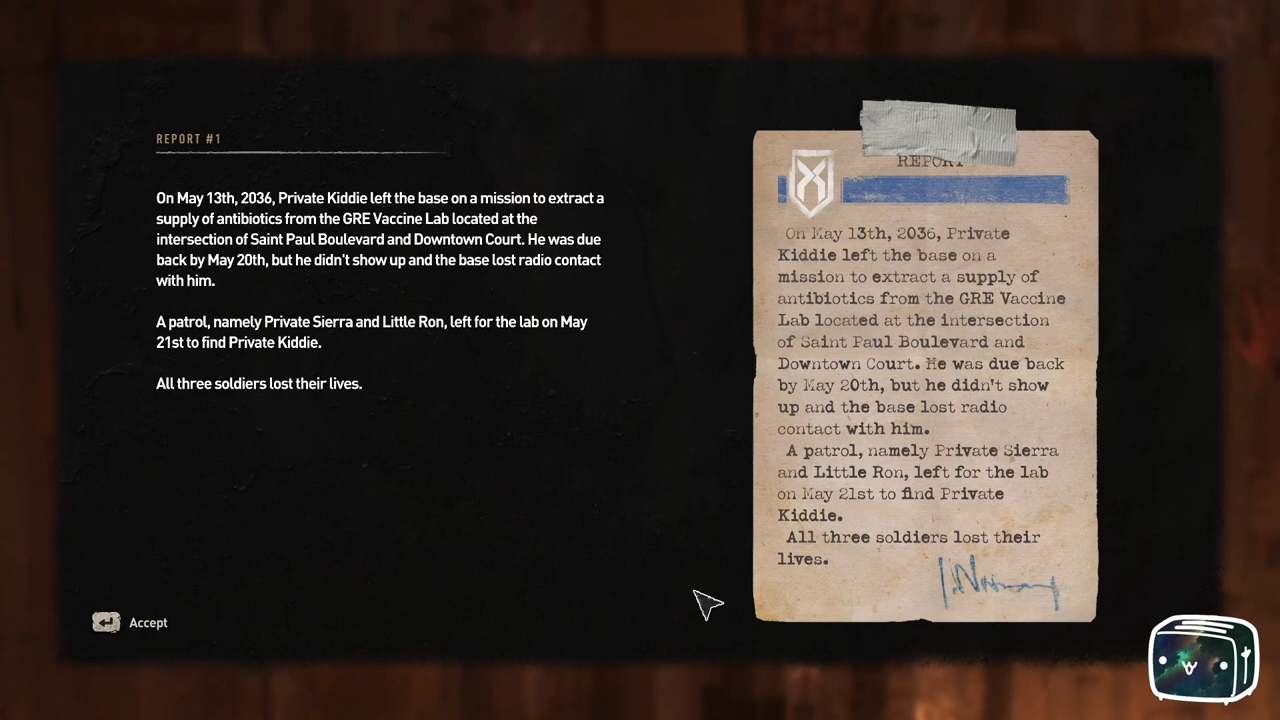 REPORT #1
On May 13th, 2036, Private Kiddie left the base on a mission to extract a
supply of antibiotics from the GRE Vaccine Lab located at the
intersection of Saint Paul Boulevard and Downtown Court. He was due
back by May 20th, but he didn't show up and the base lost radio contact
with him.
A patrol, namely Private Sierra and Little Ron, left for the lab on May
21st to find Private Kiddie.
All three soldiers lost their lives.
Accept
REPORT
On May 13th, 2036, Private
Kiddie left the base on a
mission to extract a supply of
antibiotics from the GRE Vaccine
Lab located at the intersection
of Saint Paul Boulevard and
Downtown Court. He was due back
by May 20th, but he didn't show
up and the base lost radio
contact with him.
A patrol, namely Private Sierra
and Little Ron, left for the lab
on May 21st to find Private
Kiddie.
All three soldiers lost their
lives.